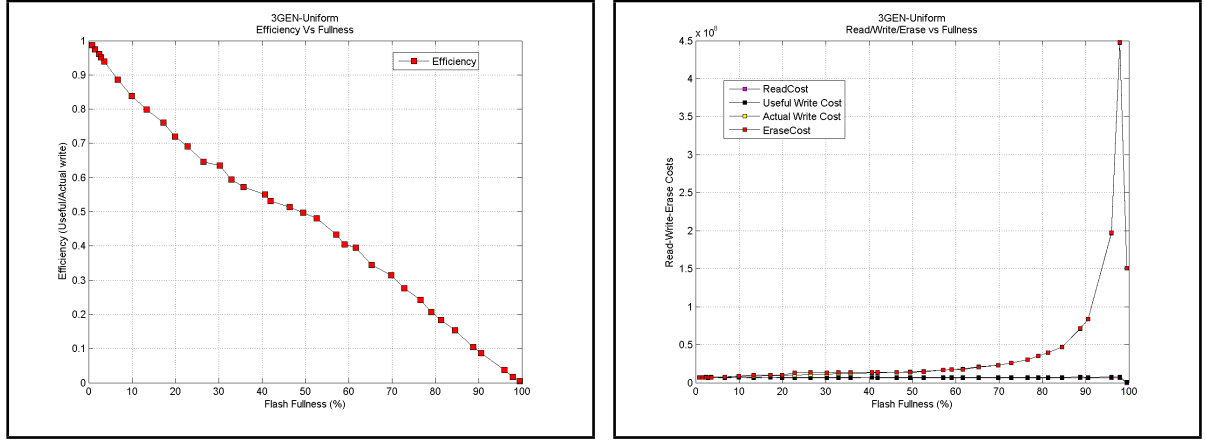 3GEN-Uniform
Efficiency Vs Fullness
Efficiency
Efficiency (Useful/Actual write)
1
0.9
0.8
0.7
0.6
0.5
0.4
0.3
0.2
0.1
0
0 10 20 30 40 50 60 70 80 90 100
Flash Fullness (%)
3GEN-Uniform
Read/Write/Erase vs Fullness
x 10^8
ReadCost
Useful Write Cost
Actual Write Cost
EraseCost
Read-Write-Erase Costs
4.5
4
3.5
3
2.5
2
1.5
1
0.5
0
0 10 20 30 40 50 60 70 80 90 100
Flash Fullness (%)